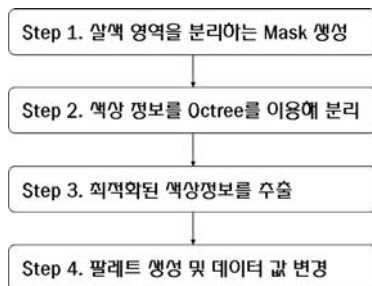 Step 1. 살색 영역을 분리하는 Mask 생성
Step 2. 색상 정보를 Octree를 이용해 분리
Step 3. 최적화된 색상정보를 추출
Step 4. 팔레트 생성 및 데이터 값 변경